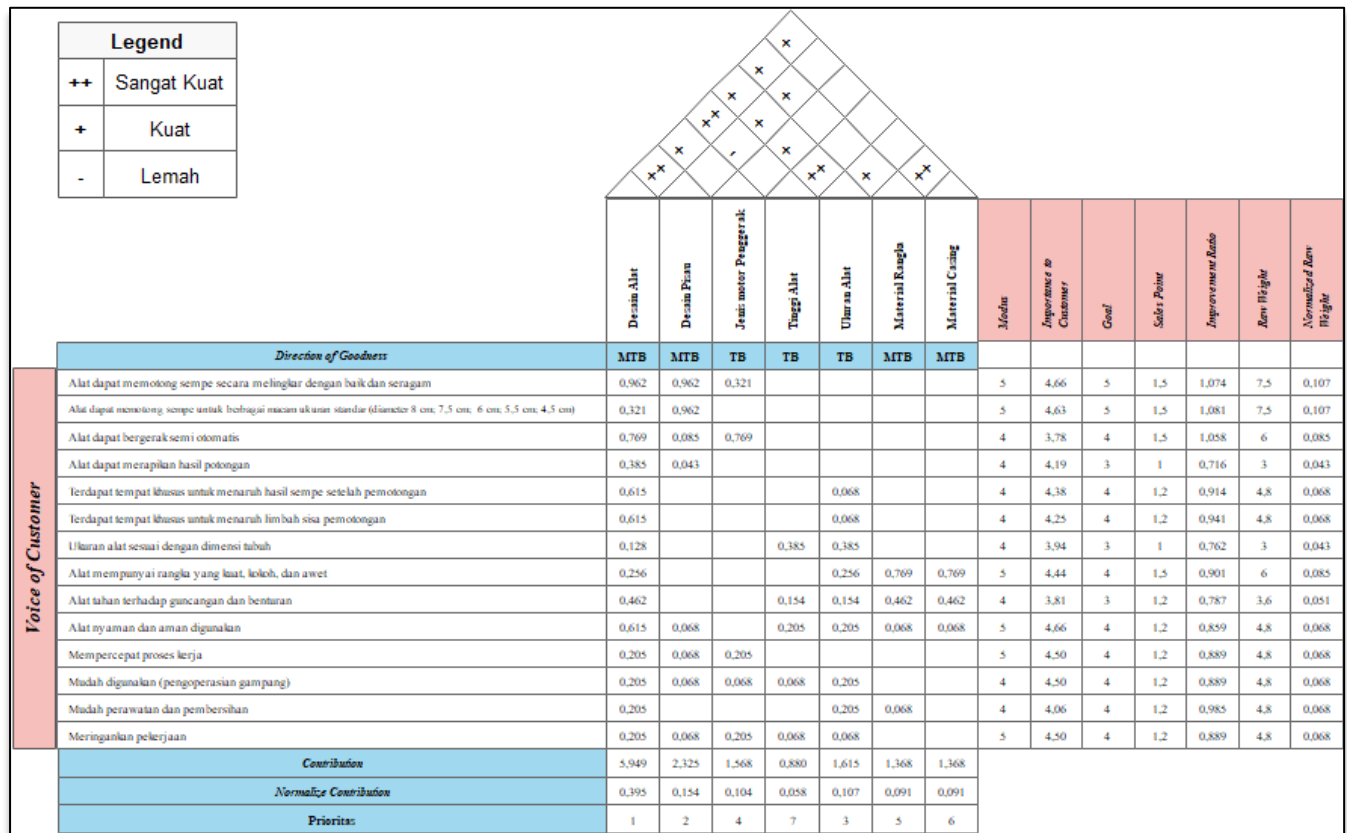 Legend
++ Sangat Kuat
+ Kuat
- Lemah
Desain Alat
Desain Pisau
Jenis motor Penggerak
Tinggi Alat
Ukuran Alat
Material Rangka
Material Casing
Modus
Importance to
Customer
Goal
Sales Point
Improvement Ratio
Raw Weight
Normalized Raw
Weight
Direction of Goodness MTB MTB TB TB TB MTB MTB
Voice of Customer
Alat dapat memotong sempe secara melingkar dengan baik dan seragam 0,962 0,962 0,321 5 4,66 5 1,5 1,074 7,5 0,107
Alat dapat memotong sempe untuk berbagai macam ukuran standar (diameter 8 cm; 7,5 cm; 6 cm; 5,5 cm; 4,5 cm) 0,321 0,962 5 4,63 5 1,5 1,081 7,5 0,107
Alat dapat bergerak semi otomatis 0,769 0,085 0,769 4 3,78 4 1,5 1,058 6 0,085
Alat dapat merapikan hasil potongan 0,385 0,043 4 4,19 3 1 0,716 3 0,043
Terdapat tempat khusus untuk menaruh hasil sempe setelah pemotongan 0,615 0,068 4 4,38 4 1,2 0,914 4,8 0,068
Terdapat tempat khusus untuk menaruh limbah sisa pemotongan 0,615 0,068 4 4,25 4 1,2 0,941 4,8 0,068
Ukuran alat sesuai dengan dimensi tubuh 0,128 0,385 0,385 4 3,94 3 1 0,762 3 0,043
Alat mempunyai rangka yang kuat, kokoh, dan awet 0,256 0,256 0,769 0,769 5 4,44 4 1,5 0,901 6 0,085
Alat tahan terhadap guncangan dan benturan 0,462 0,154 0,154 0,462 0,462 4 3,81 3 1,2 0,787 3,6 0,051
Alat nyaman dan aman digunakan 0,615 0,068 0,205 0,205 0,068 0,068 5 4,66 4 1,2 0,859 4,8 0,068
Mempercepat proses kerja 0,205 0,068 0,205 5 4,50 4 1,2 0,889 4,8 0,068
Mudah digunakan (pengoperasian gampang) 0,205 0,068 0,068 0,068 0,205 4 4,50 4 1,2 0,889 4,8 0,068
Mudah perawatan dan pembersihan 0,205 0,205 0,068 4 4,06 4 1,2 0,985 4,8 0,068
Meringankan pekerjaan 0,205 0,068 0,205 0,068 0,068 5 4,50 4 1,2 0,889 4,8 0,068
Contribution 5,949 2,325 1,568 0,880 1,615 1,368 1,368
Normalize Contribution 0,395 0,154 0,104 0,058 0,107 0,091 0,091
Prioritas 1 2 4 7 3 5 6